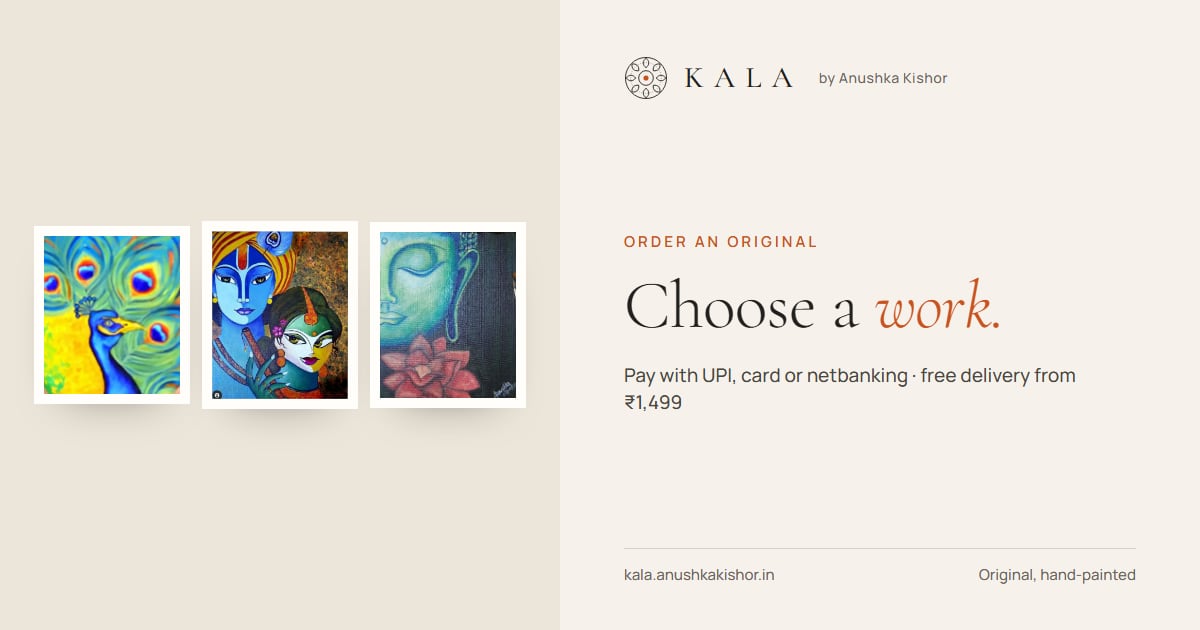 KALA by Anushka Kishor
ORDER AN ORIGINAL
Choose a work.
Pay with UPI, card or netbanking · free delivery from
₹1,499
kala.anushkakishor.in
Original, hand-painted